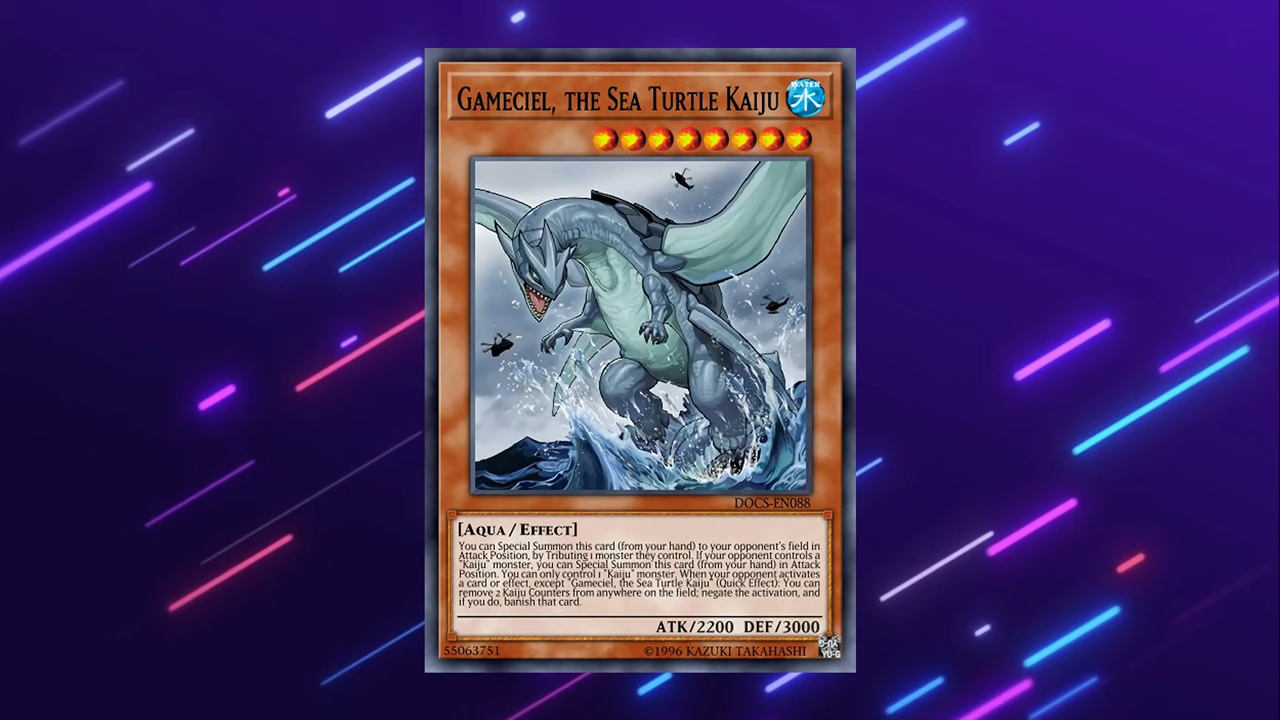 GAMECIEL, THE SEA TURTLE KAIJU
WATER
水
DOCS-EN088
[AQUA / EFFECT]
You can Special Summon this card (from your hand) to your opponent's field in
Attack Position, by Tributing 1 monster they control. If your opponent controls a
"Kaiju" monster, you can Special Summon this card (from your hand) in Attack
Position. You can only control 1 "Kaiju" monster. When your opponent activates
a card or effect, except "Gameciel, the Sea Turtle Kaiju" (Quick Effect): You can
remove 2 Kaiju Counters from anywhere on the field; negate the activation, and
if you do, banish that card.
ATK/2200 DEF/3000
55063751
©1996 KAZUKI TAKAHASHI